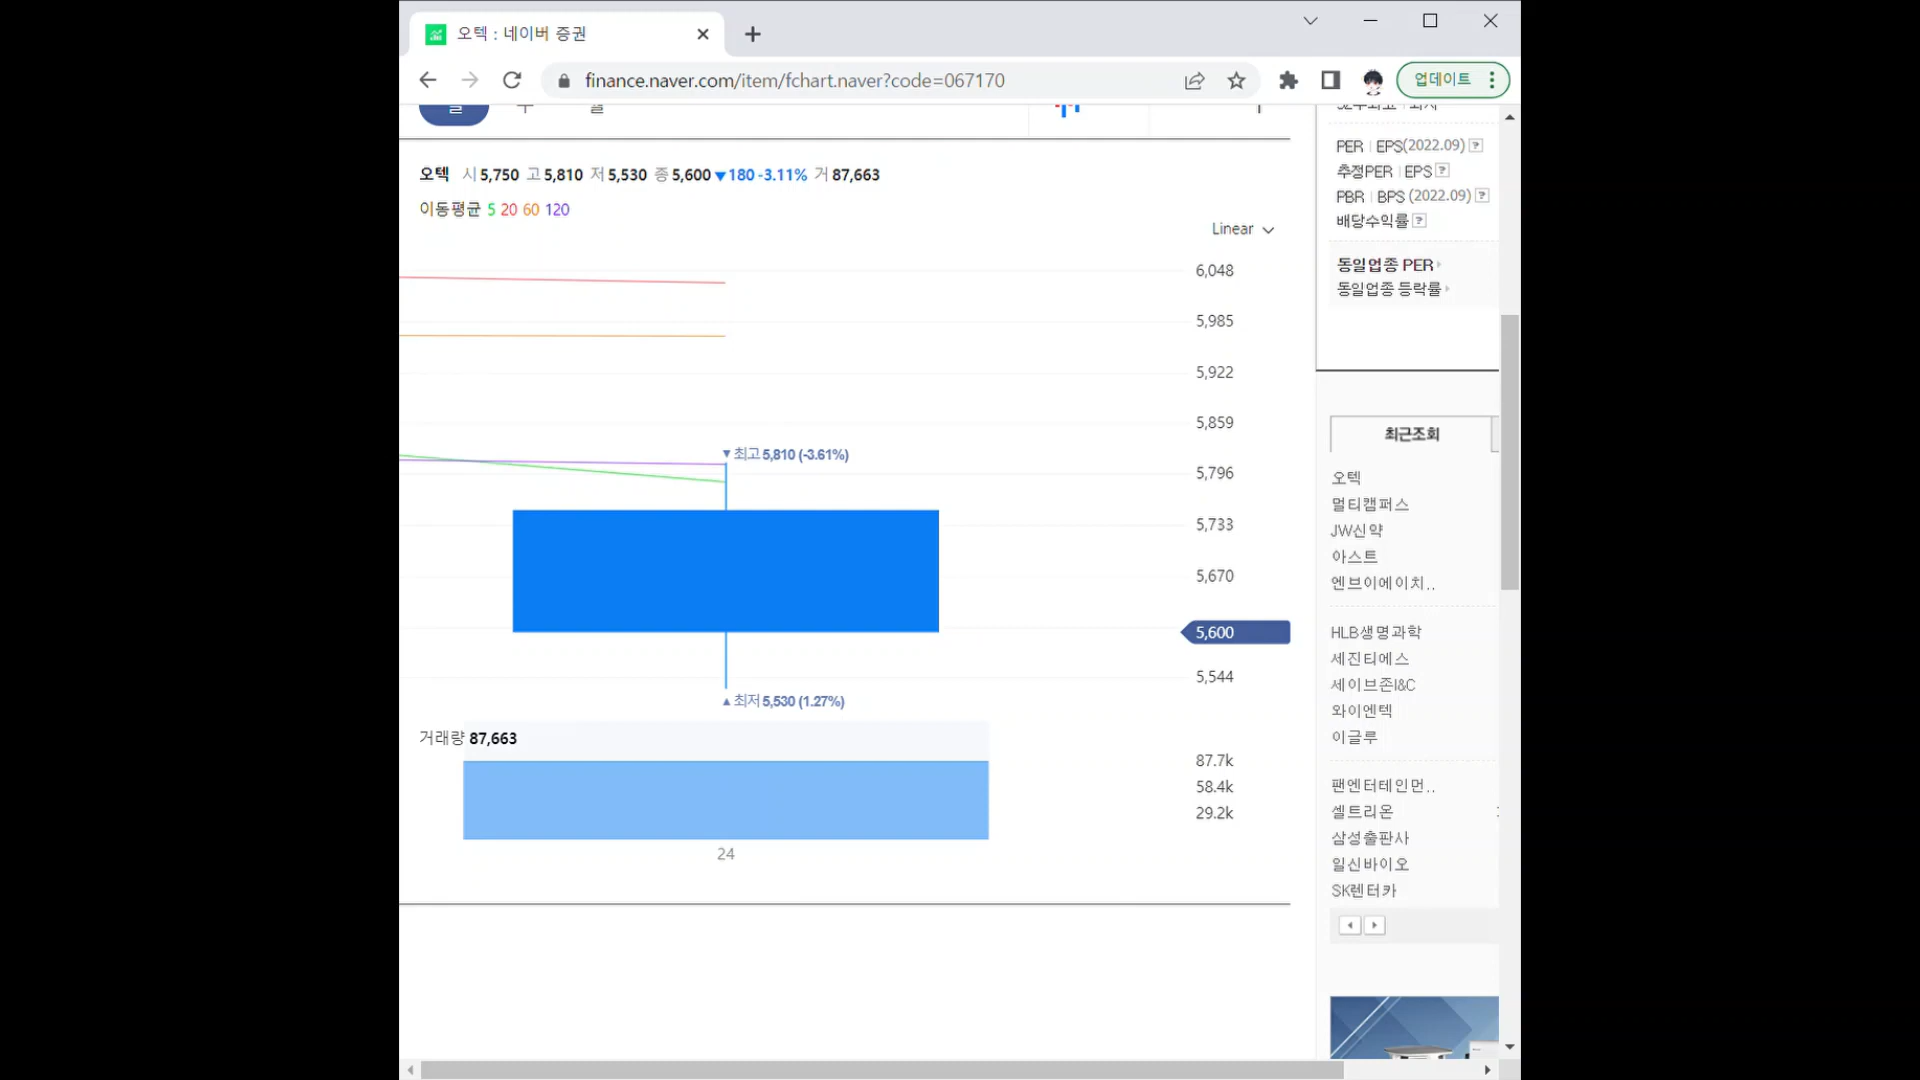 오텍 : 네이버 증권
finance.naver.com/item/fchart.naver?code=067170
업데이트
오텍 시 5,750 고 5,810 저 5,530 종 5,600 ▼180 -3.11% 거 87,663
이동평균 5 20 60 120
Linear
6,048
5,985
5,922
5,859
5,796
5,733
5,670
5,600
5,544
▼최고 5,810 (-3.61%)
▲최저 5,530 (1.27%)
거래량 87,663
87.7k
58.4k
29.2k
24
PER | EPS(2022.09) ?
추정PER | EPS ?
PBR | BPS (2022.09) ?
배당수익률 ?
동일업종 PER
동일업종 등락률
최근조회
오텍
멀티캠퍼스
JW신약
아스트
엔브이에이치..
HLB생명과학
세진티에스
세이브존I&C
와이엔텍
이글루
팬엔터테인먼..
셀트리온
삼성출판사
일신바이오
SK렌터카